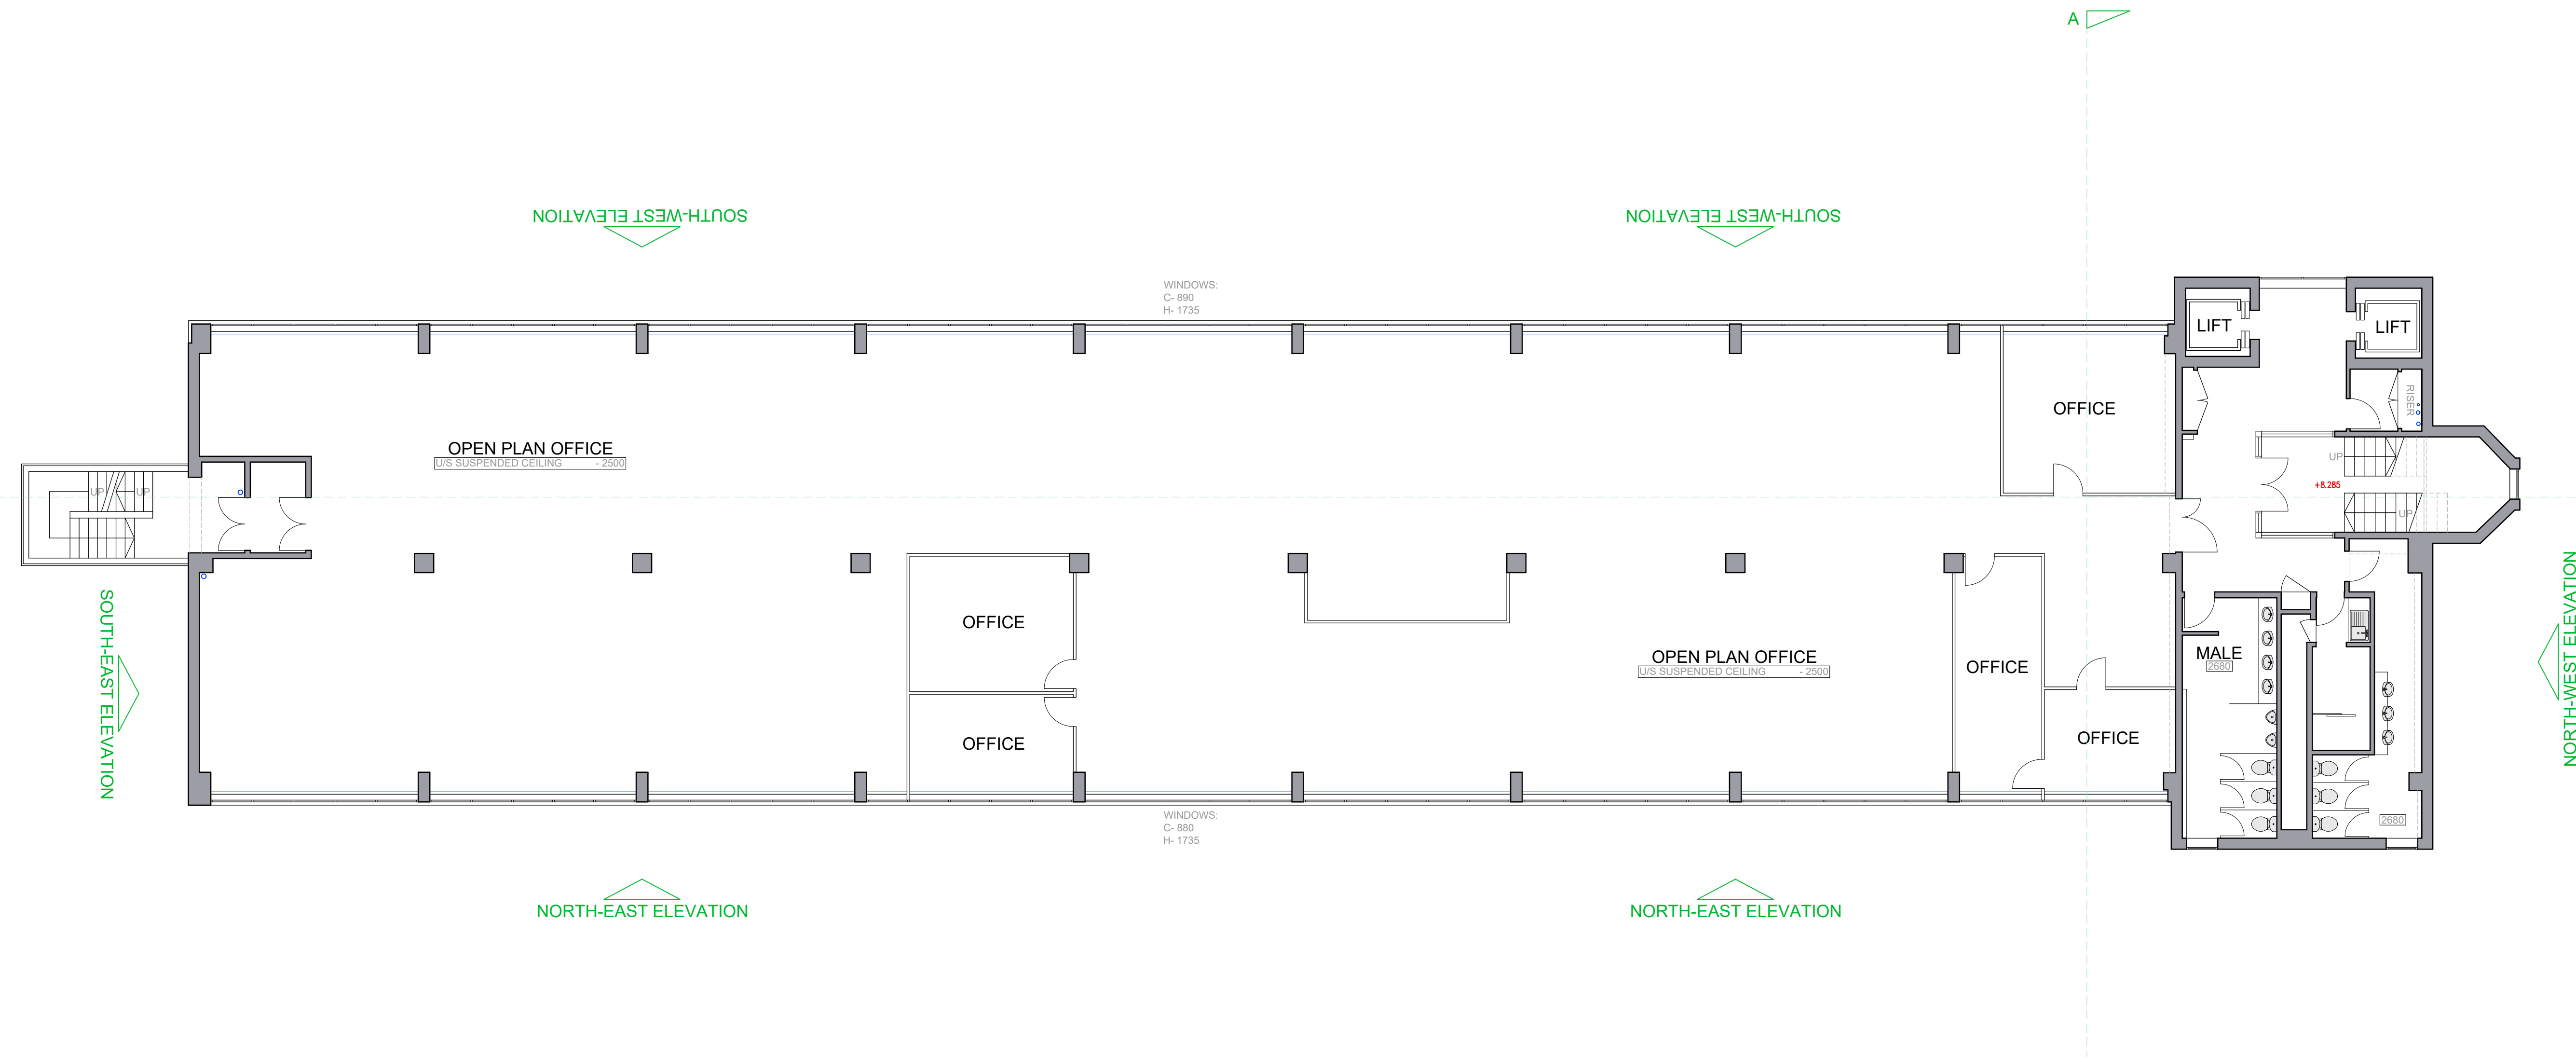 A
SOUTH-WEST ELEVATION
SOUTH-WEST ELEVATION
WINDOWS:
C- 890
H- 1735
LIFT
LIFT
OFFICE
RISER
OPEN PLAN OFFICE
U/S SUSPENDED CEILING - 2500
UP
UP
UP
+8.285
UP
SOUTH-EAST ELEVATION
OFFICE
OPEN PLAN OFFICE
U/S SUSPENDED CEILING - 2500
OFFICE
MALE
2680
NORTH-WEST ELEVATION
OFFICE
OFFICE
WINDOWS:
C- 880
H- 1735
2680
NORTH-EAST ELEVATION
NORTH-EAST ELEVATION